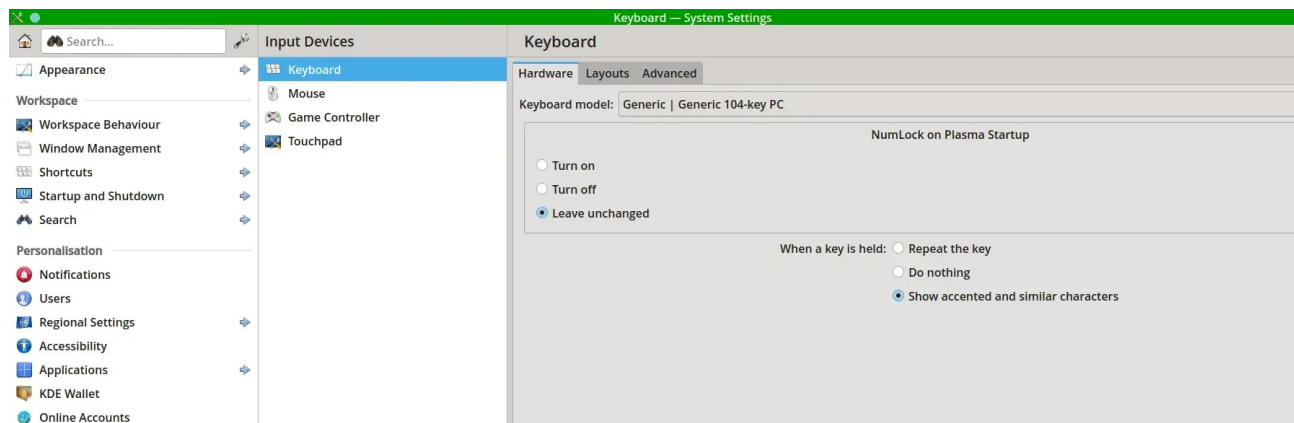 Keyboard — System Settings
Search...
Appearance
Workspace
Workspace Behaviour
Window Management
Shortcuts
Startup and Shutdown
Search
Personalisation
Notifications
Users
Regional Settings
Accessibility
Applications
KDE Wallet
Online Accounts
Input Devices
Keyboard
Mouse
Game Controller
Touchpad
Keyboard
Hardware Layouts Advanced
Keyboard model: Generic | Generic 104-key PC
NumLock on Plasma Startup
Turn on
Turn off
Leave unchanged
When a key is held: Repeat the key
Do nothing
Show accented and similar characters